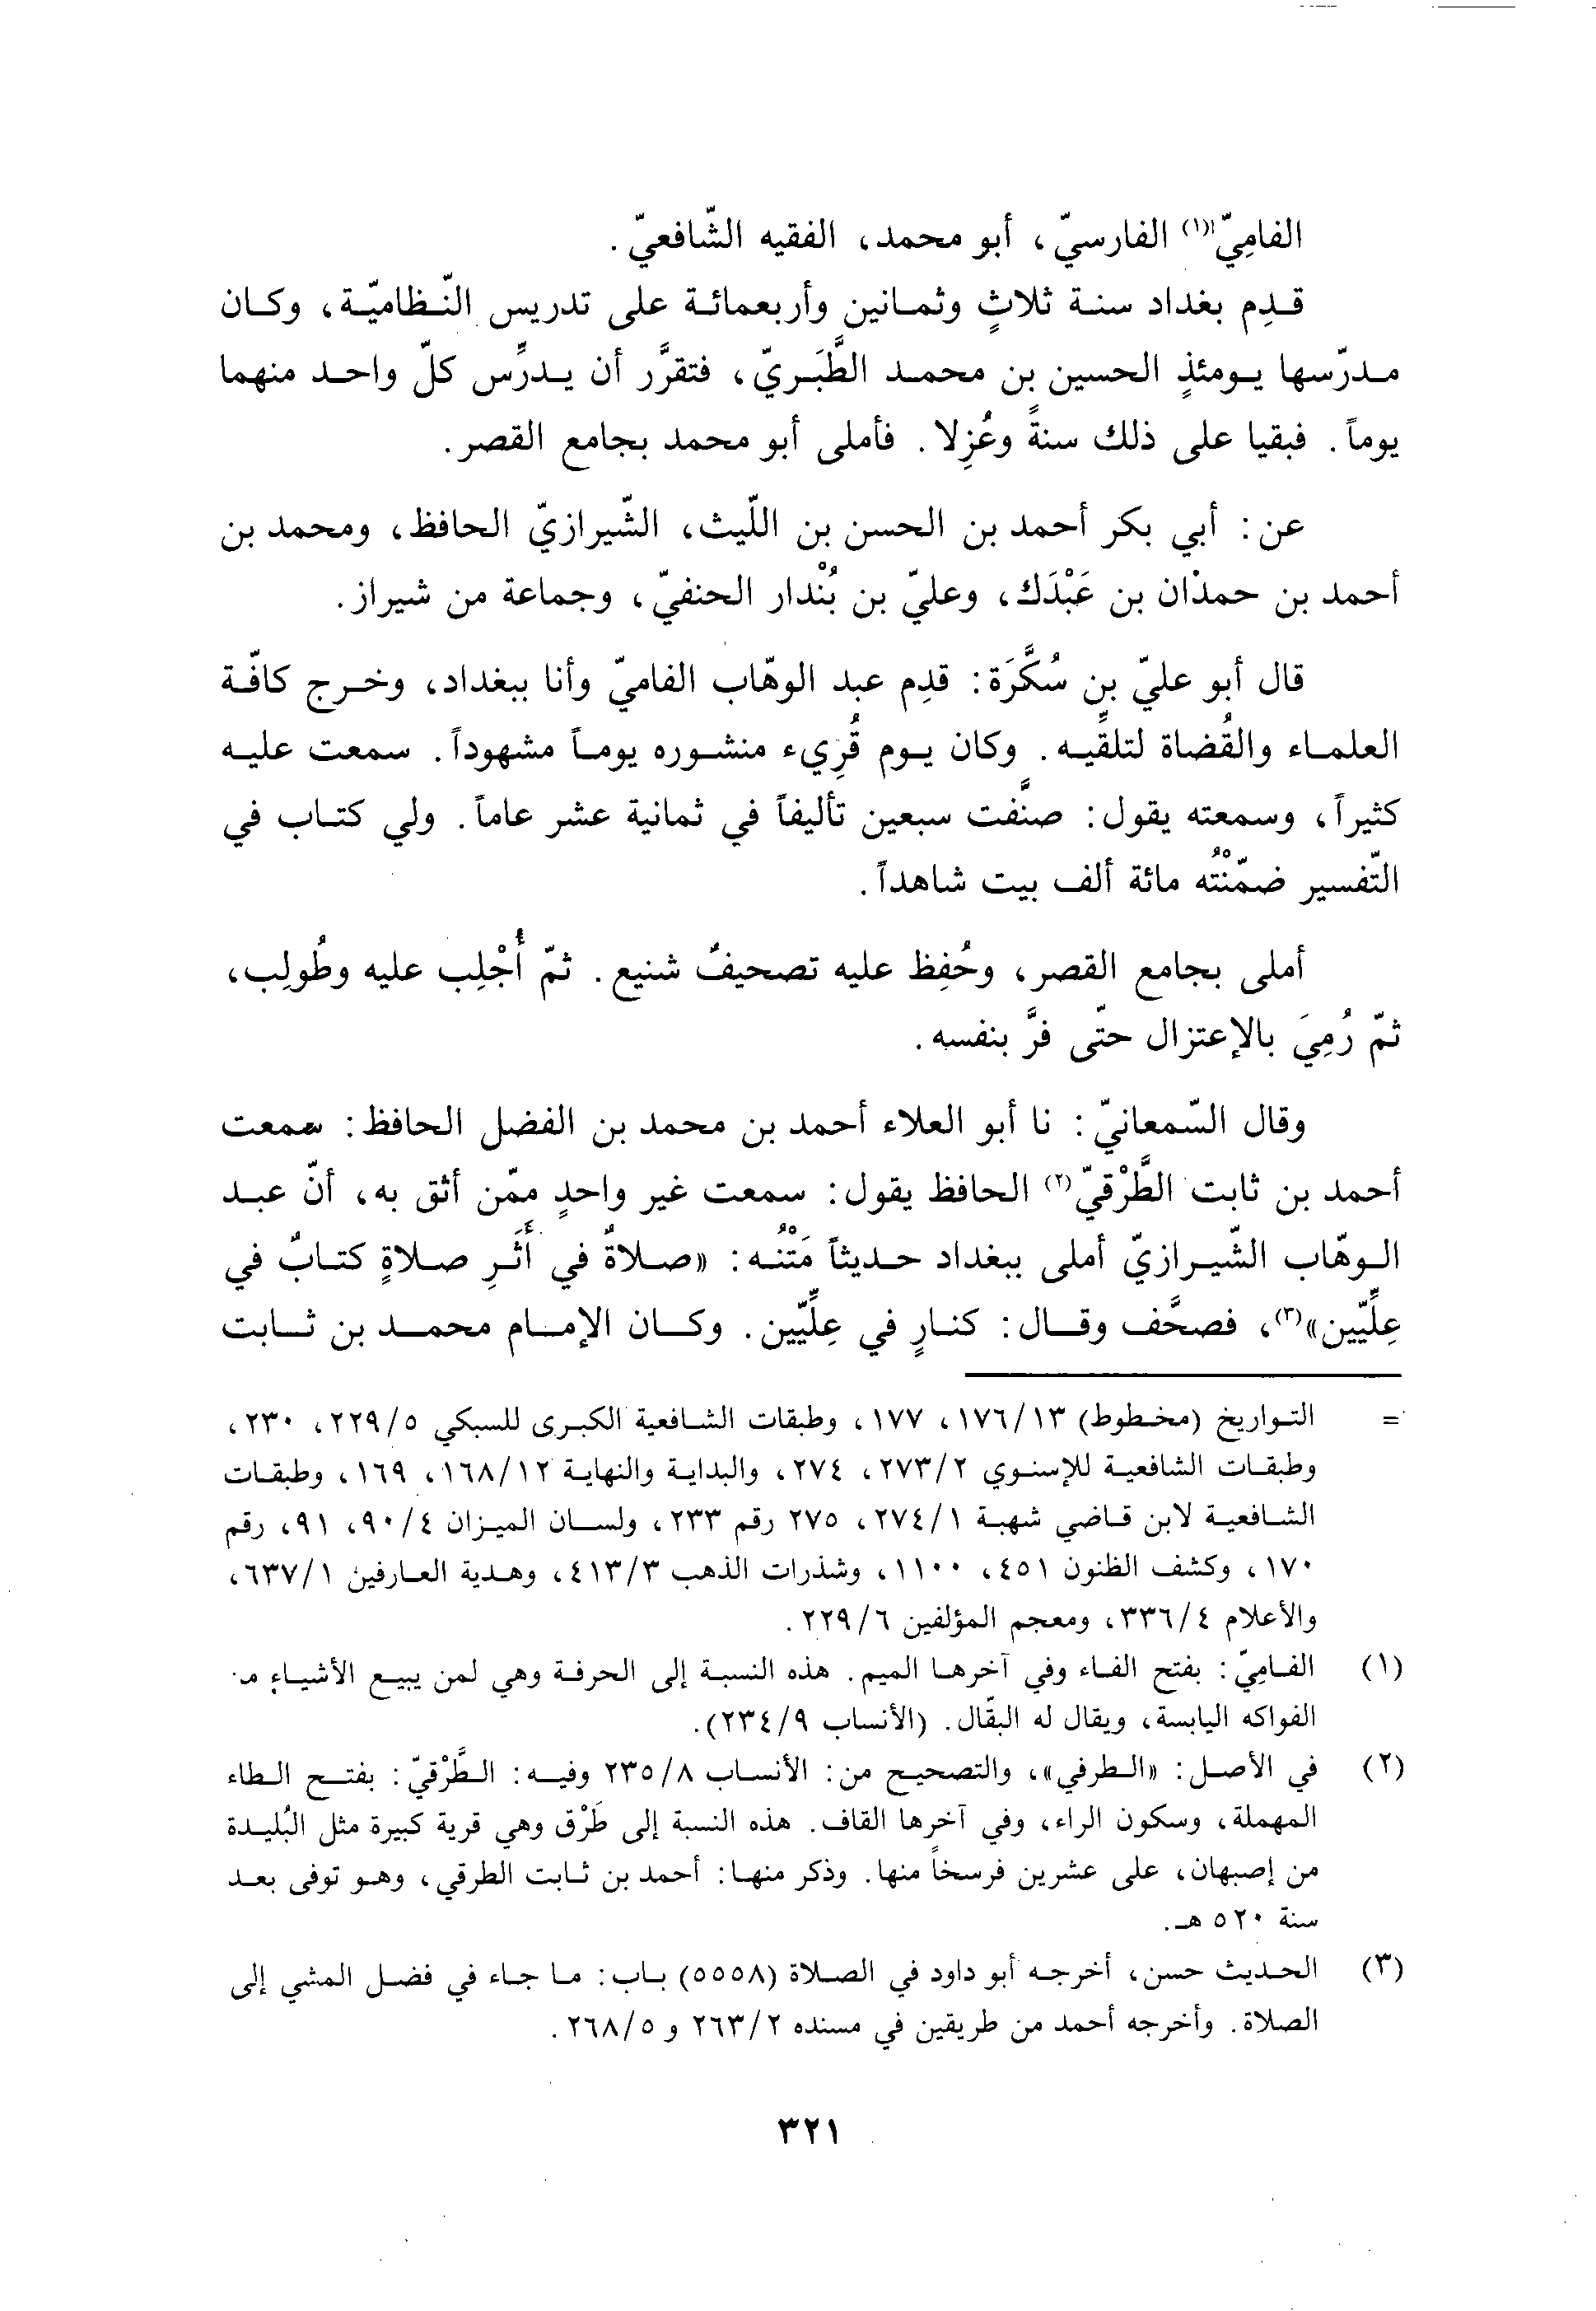 الفامِيّ(١) الفارسيّ، أبو محمد، الفقيه الشّافعيّ.
قـدِم بغداد سنـة ثلاثٍ وثمـانين وأربعمائـة على تدريس النّـظاميّـة، وكـان
مـدرّسها يـومئذٍ الحسين بن محمـد الطَّبَـريّ، فتقرَّر أن يـدرِّس كلّ واحـد منهما
يوماً. فبقيا على ذلك سنةً وعُزِلا. فأملى أبو محمد بجامع القصر.
عن: أبي بكر أحمد بن الحسن بن اللّيث، الشّيرازيّ الحافظ، ومحمد بن
أحمد بن حمدْان بن عَبْدَك، وعليّ بن بُنْدار الحنفيّ، وجماعة من شيراز.
قال أبو عليّ بن سُكَّرَة: قدِم عبد الوهّاب الفاميّ وأنا ببغداد، وخـرج كافّـة
العلمـاء والقُضاة لتلقِّيـه. وكان يـوم قُرِيء منشـوره يومـاً مشهوداً. سمعت عليـه
كثيراً، وسمعته يقول: صنَّفت سبعين تأليفاً في ثمانية عشر عاماً. ولي كتـاب في
التّفسير ضمّنْتُه مائة ألف بيت شاهداً.
أملى بجامع القصر، وحُفِظ عليه تصحيفٌ شنيع. ثمّ أُجْلِب عليه وطُولِب،
ثمّ رُمِيَ بالإعتزال حتّى فرَّ بنفسه.
وقال السّمعانيّ: نا أبو العلاء أحمد بن محمد بن الفضل الحافظ: سمعت
أحمد بن ثابت الطَّرْقيّ(٢) الحافظ يقول: سمعت غير واحدٍ ممّن أثق به، أنّ عبـد
الـوهّاب الشّيـرازيّ أملى ببغداد حـديثاً مَتْنُـه: «صـلاةٌ في أَثَـرِ صـلاةٍ كتـابٌ في
عِلِّيّين»(٣)، فصحَّف وقـال: كنـارٍ في عِلِّيّين. وكـان الإمـام محمـد بن ثـابت
= التـواريخ (مخـطوط) ١٣/ ١٧٦، ١٧٧، وطبقات الشـافعية الكبـرى للسبكي ٥/ ٢٢٩، ٢٣٠،
وطبقـات الشافعيـة للإسنـوي ٢/ ٢٧٣، ٢٧٤، والبدايـة والنهايـة ١٢/ ١٦٨، ١٦٩، وطبقـات
الشـافعيـة لابن قـاضي شهبـة ١/ ٢٧٤، ٢٧٥ رقم ٢٣٣، ولسـان الميـزان ٤/ ٩٠، ٩١، رقم
١٧٠، وكشف الظنون ٤٥١، ١١٠٠، وشذرات الذهب ٣/ ٤١٣، وهـدية العـارفين ١/ ٦٣٧،
والأعلام ٤/ ٣٣٦، ومعجم المؤلفين ٦/ ٢٢٩.
(١) الفـامِيّ: بفتح الفـاء وفي آخرهـا الميم. هذه النسبـة إلى الحرفـة وهي لمن يبيـع الأشيـاء
الفواكه اليابسة، ويقال له البقّال. (الأنساب ٩/ ٢٣٤).
(٢) في الأصـل: «الـطرفي»، والتصحيـح من: الأنسـاب ٨/ ٢٣٥ وفيـه: الـطَّرْقيّ: بفتـح الـطاء
المهملة، وسكون الراء، وفي آخرها القاف. هذه النسبة إلى طَرْق وهي قرية كبيرة مثل البُليـدة
من إصبهان، على عشرين فرسخاً منها. وذكر منهـا: أحمد بن ثـابت الطرقي، وهـو توفى بعـد
سنة ٥٢٠ هـ.
(٣) الحـديث حسن، أخرجـه أبو داود في الصـلاة (٥٥٥٨) بـاب: مـا جـاء في فضـل المشي إلى
الصلاة. وأخرجه أحمد من طريقين في مسنده ٢/ ٢٦٣ و ٥/ ٢٦٨.
٣٢١